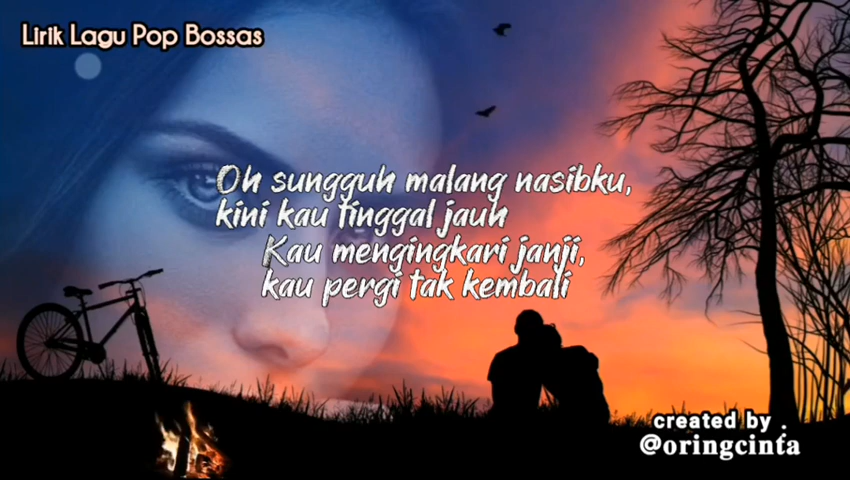 Lirik Lagu Pop Bossas
Oh sungguh malang nasibku,
kini kau tinggal jauh
Kau mengingkari janji,
kau pergi tak kembali
created by .
@oringcinta